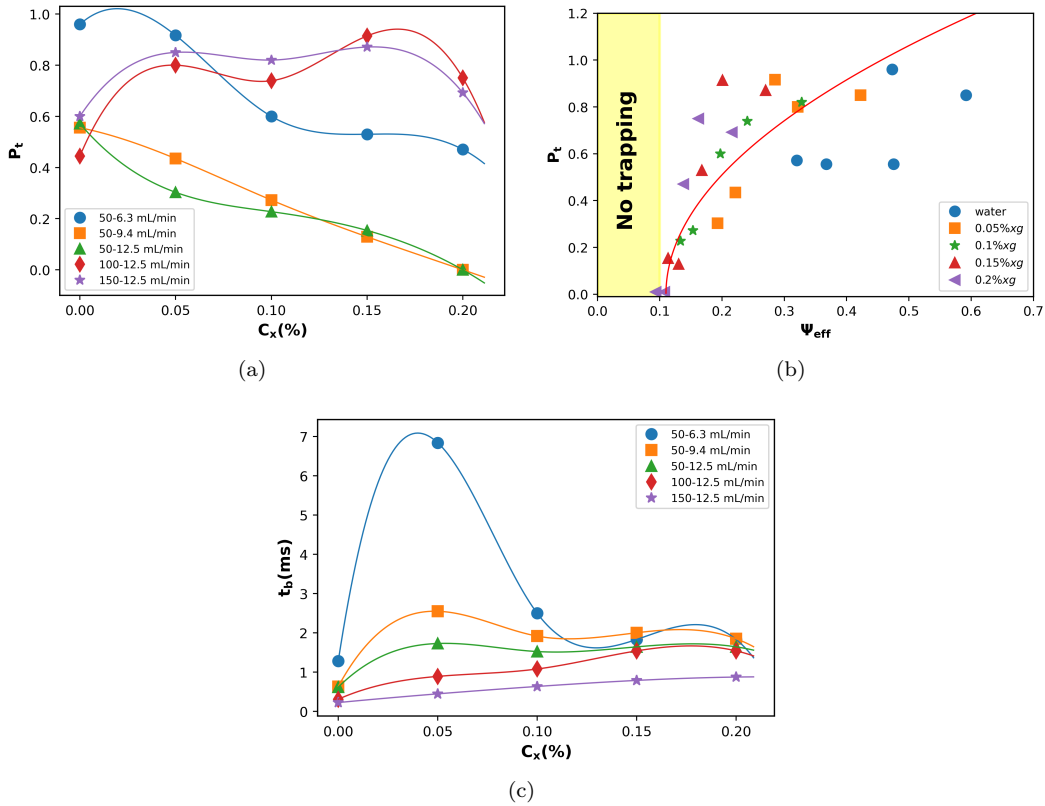 1.0
0.8
0.6
0.4
0.2
0.0
P_t
50-6.3 mL/min
50-9.4 mL/min
50-12.5 mL/min
100-12.5 mL/min
150-12.5 mL/min
0.00 0.05 0.10 0.15 0.20
C_x(%)
(a)
1.2
1.0
0.8
0.6
0.4
0.2
0.0
P_t
No trapping
water
0.05%xg
0.1%xg
0.15%xg
0.2%xg
0.0 0.1 0.2 0.3 0.4 0.5 0.6 0.7
Ψ_eff
(b)
7
6
5
4
3
2
1
0
t_b(ms)
50-6.3 mL/min
50-9.4 mL/min
50-12.5 mL/min
100-12.5 mL/min
150-12.5 mL/min
0.00 0.05 0.10 0.15 0.20
C_x(%)
(c)